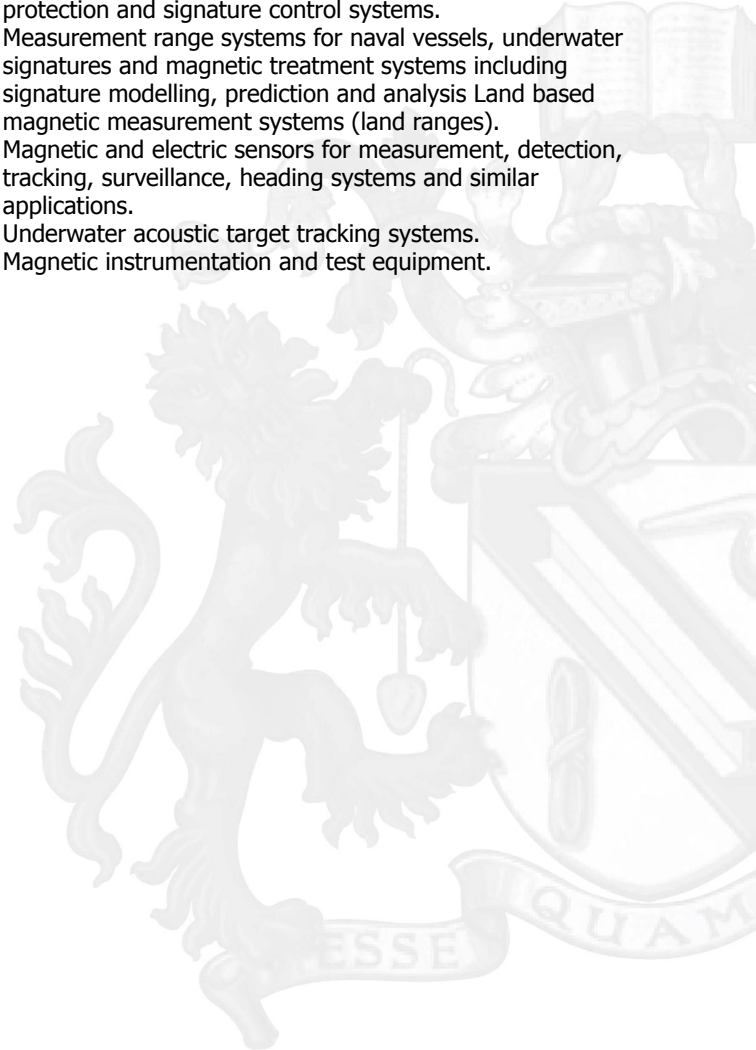 protection and signature control systems.
Measurement range systems for naval vessels, underwater
signatures and magnetic treatment systems including
signature modelling, prediction and analysis Land based
magnetic measurement systems (land ranges).
Magnetic and electric sensors for measurement, detection,
tracking, surveillance, heading systems and similar
applications.
Underwater acoustic target tracking systems.
Magnetic instrumentation and test equipment.
ESSE QUAM